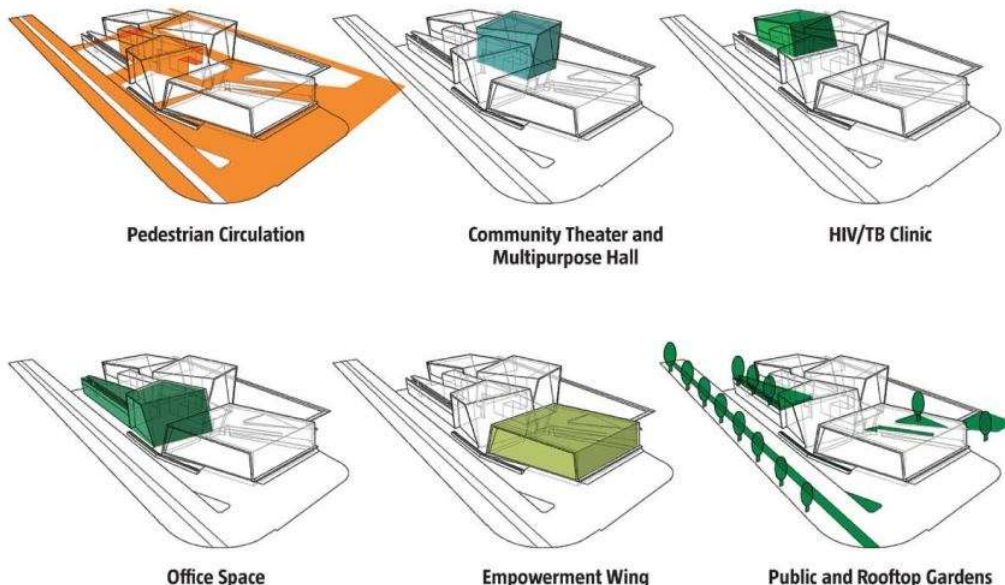 Pedestrian Circulation
Community Theater and
Multipurpose Hall
HIV/TB Clinic
Office Space
Empowerment Wing
Public and Rooftop Gardens